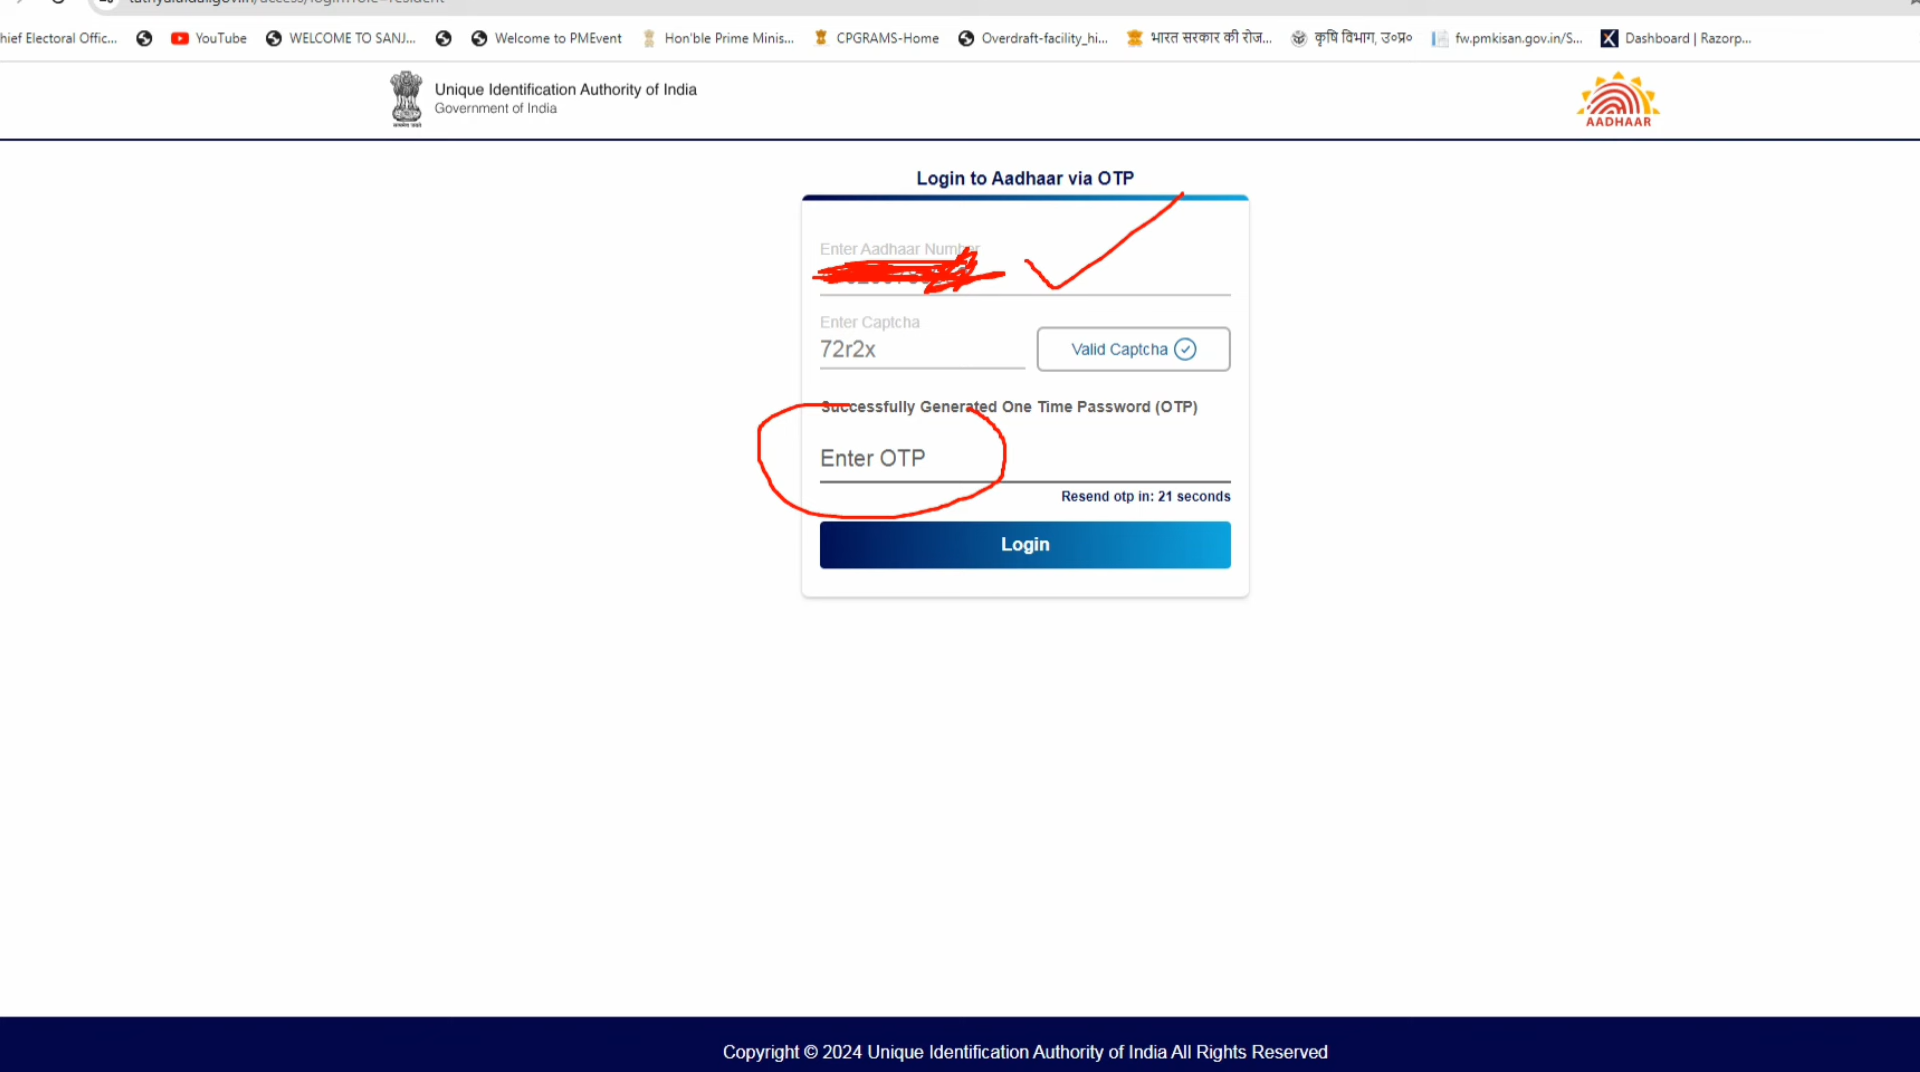 hief Electoral Offic...
YouTube
WELCOME TO SANJ...
Welcome to PMEvent
Hon'ble Prime Minis...
CPGRAMS-Home
Overdraft-facility_hi...
भारत सरकार की रोज...
कृषि विभाग, उ०प्र०
fw.pmkisan.gov.in/S...
Dashboard | Razorp...
Unique Identification Authority of India
Government of India
AADHAAR
Login to Aadhaar via OTP
Enter Aadhaar Number
Enter Captcha
72r2x
Valid Captcha
Successfully Generated One Time Password (OTP)
Enter OTP
Resend otp in: 21 seconds
Login
Copyright © 2024 Unique Identification Authority of India All Rights Reserved